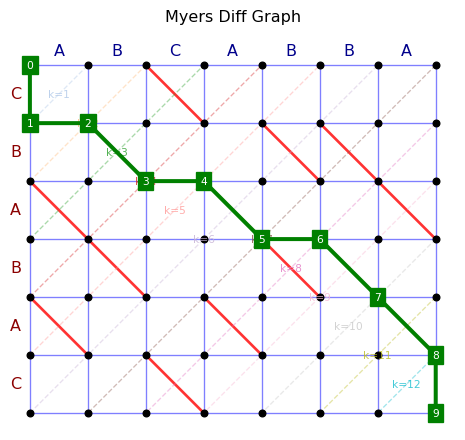 Myers Diff Graph
A B C A B B A
0
C k=1
1 2
B k=3
3 4
A k=5
k=6
5 6
B k=8
7
A k=10
k=11
8
C k=12
9